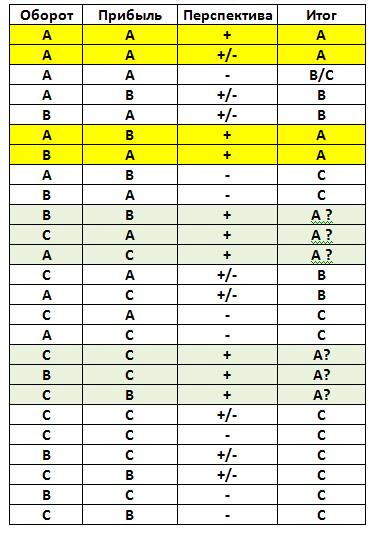 Оборот Прибыль Перспектива Итог
А А + А
А А +/- А
А А - В/С
А В +/- В
В А +/- В
А В + А
В А + А
А В - С
В А - С
В В + А ?
С А + А ?
А С + А ?
С А +/- В
А С +/- В
С А - С
А С - С
С С + А?
В С + А?
С В + А?
С С +/- С
С С - С
В С +/- С
С В +/- С
В С - С
С В - С